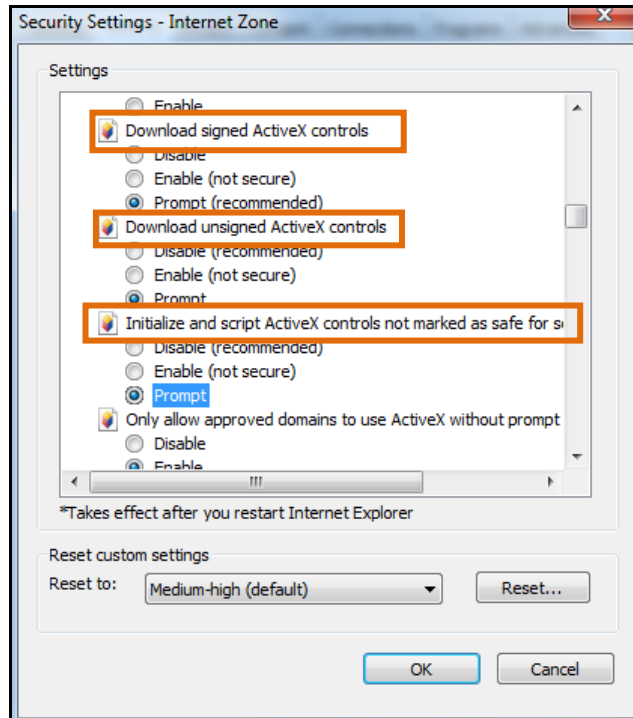 Security Settings - Internet Zone
Settings
Enable
Download signed ActiveX controls
Disable
Enable (not secure)
Prompt (recommended)
Download unsigned ActiveX controls
Disable (recommended)
Enable (not secure)
Prompt
Initialize and script ActiveX controls not marked as safe for
Disable (recommended)
Enable (not secure)
Prompt
Only allow approved domains to use ActiveX without prompt
Disable
Enable
*Takes effect after you restart Internet Explorer
Reset custom settings
Reset to:
Medium-high (default)
Reset...
OK
Cancel